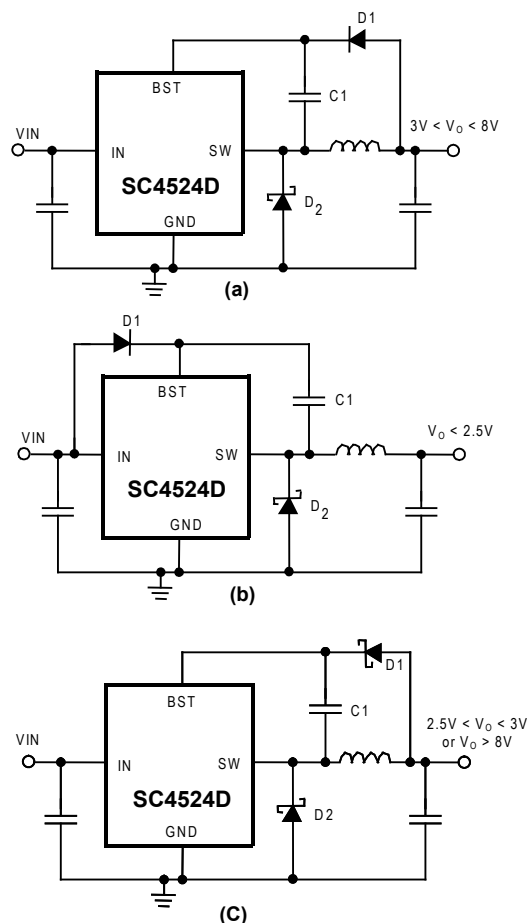 D1
BST
C1
VIN
IN
SW
3V < VO < 8V
SC4524D
D2
GND
(a)
D1
BST
C1
VIN
IN
SW
VO < 2.5V
SC4524D
D2
GND
(b)
D1
BST
C1
2.5V < VO < 3V
or VO > 8V
VIN
IN
SW
SC4524D
D2
GND
(C)